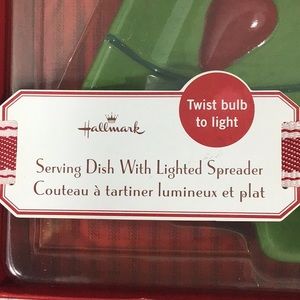 Twist bulb
to light
Hallmark
Serving Dish With Lighted Spreader
Couteau à tartiner lumineux et plat